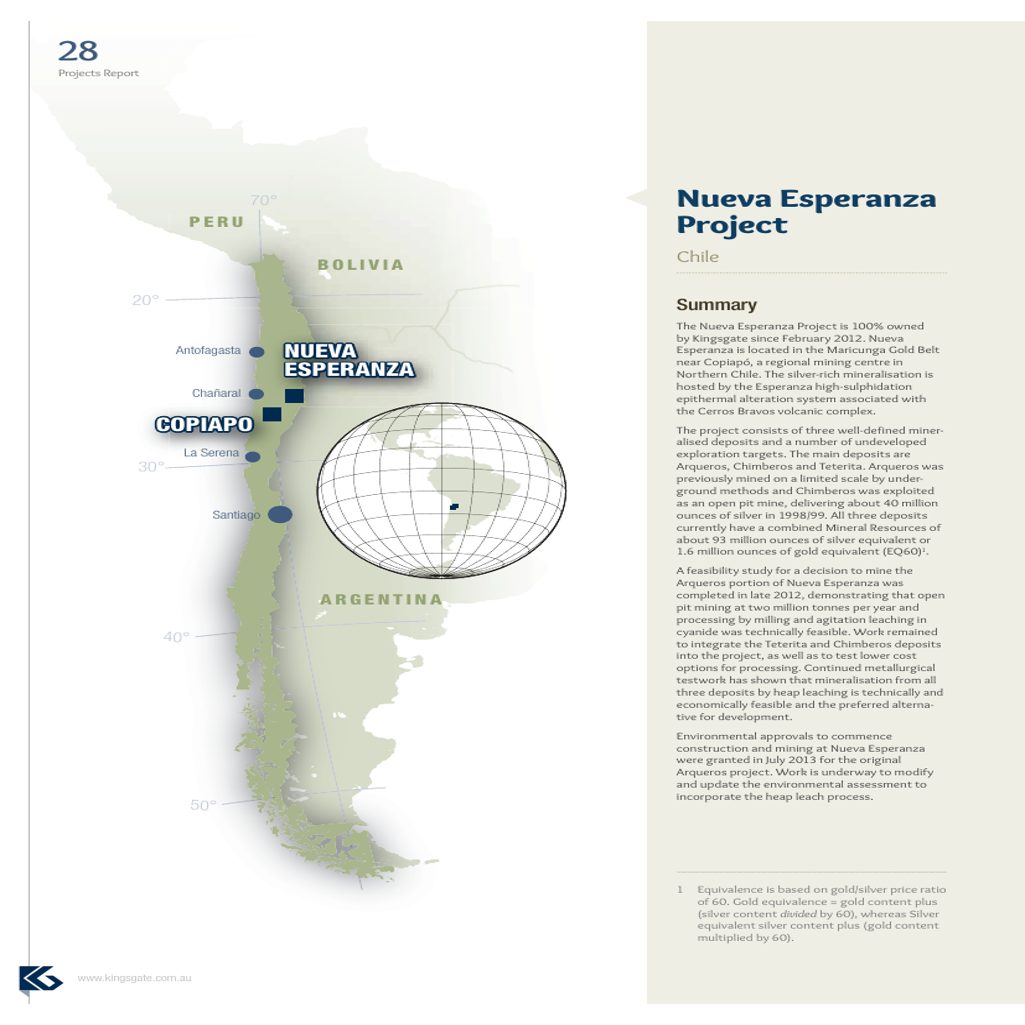 28
Projects Report
70°
PERU
BOLIVIA
20°
Antofagasta
NUEVA
ESPERANZA
Chañaral
COPIAPO
La Serena
30°
Santiago
ARGENTINA
40°
50°
www.kingsgate.com.au
Nueva Esperanza
Project
Chile
Summary
The Nueva Esperanza Project is 100% owned
by Kingsgate since February 2012. Nueva
Esperanza is located in the Maricunga Gold Belt
near Copiapó, a regional mining centre in
Northern Chile. The silver-rich mineralisation is
hosted by the Esperanza high-sulphidation
epithermal alteration system associated with
the Cerros Bravos volcanic complex.
The project consists of three well-defined miner-
alised deposits and a number of undeveloped
exploration targets. The main deposits are
Arqueros, Chimberos and Teterita. Arqueros was
previously mined on a limited scale by under-
ground methods and Chimberos was exploited
as an open pit mine, delivering about 40 million
ounces of silver in 1998/99. All three deposits
currently have a combined Mineral Resources of
about 93 million ounces of silver equivalent or
1.6 million ounces of gold equivalent (EQ60)¹.
A feasibility study for a decision to mine the
Arqueros portion of Nueva Esperanza was
completed in late 2012, demonstrating that open
pit mining at two million tonnes per year and
processing by milling and agitation leaching in
cyanide was technically feasible. Work remained
to integrate the Teterita and Chimberos deposits
into the project, as well as to test lower cost
options for processing. Continued metallurgical
testwork has shown that mineralisation from all
three deposits by heap leaching is technically and
economically feasible and the preferred alterna-
tive for development.
Environmental approvals to commence
construction and mining at Nueva Esperanza
were granted in July 2013 for the original
Arqueros project. Work is underway to modify
and update the environmental assessment to
incorporate the heap leach process.
1 Equivalence is based on gold/silver price ratio
of 60. Gold equivalence = gold content plus
(silver content divided by 60), whereas Silver
equivalent silver content plus (gold content
multiplied by 60).